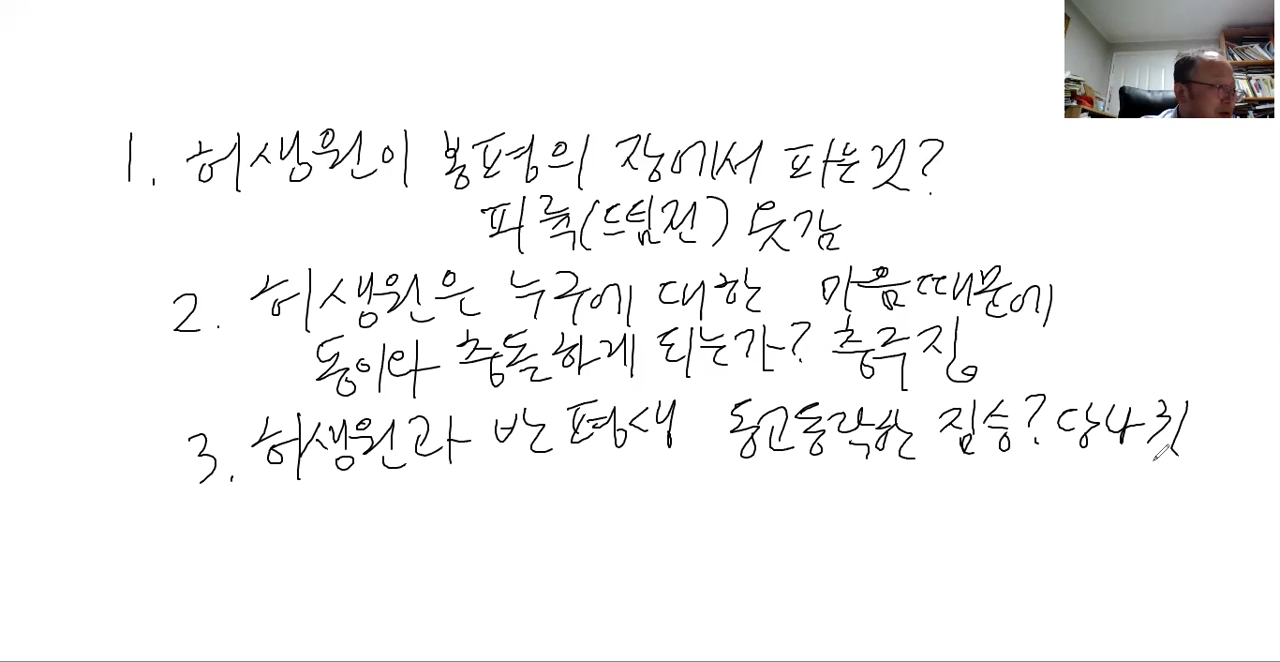 1. 허생원이 봉평의 장에서 파는것?
피륙(드팀전) 옷감
2. 허생원은 누구에 대한 마음때문에
동이와 충돌하게 되는가? 충주집
3. 허생원과 반평생 동고동락한 짐승? 당나귀